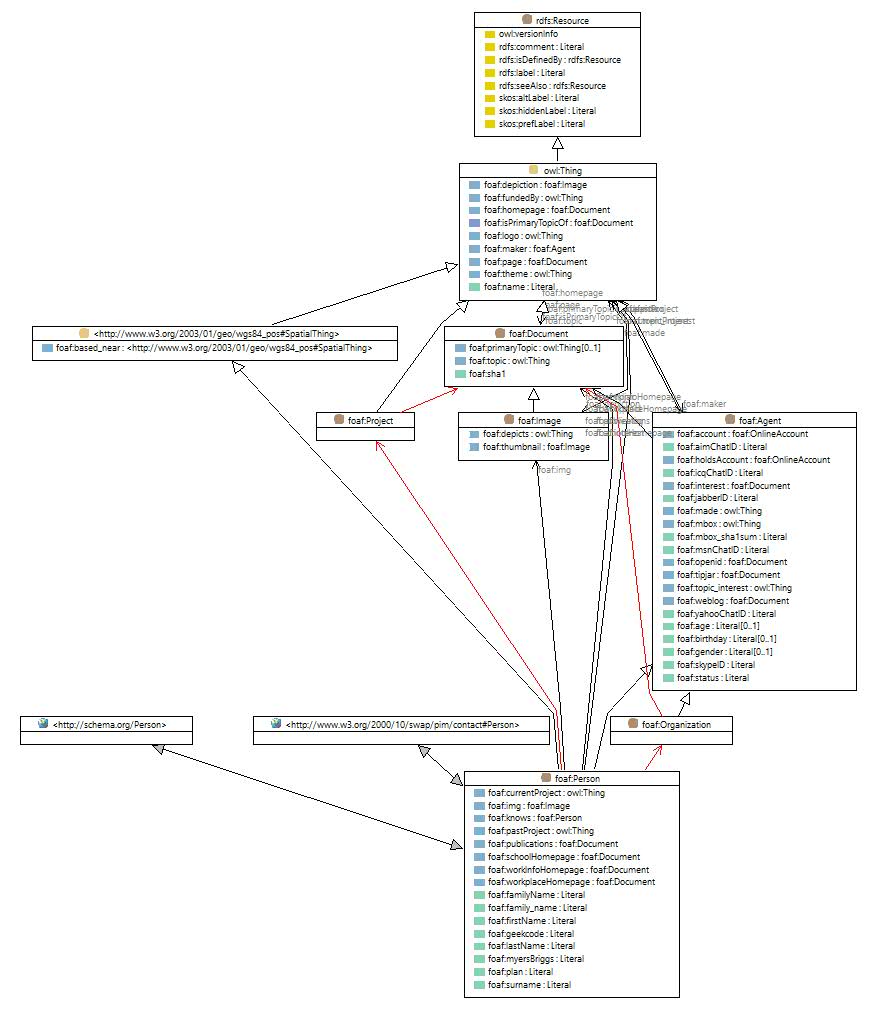 rdfs:Resource
owl:versionInfo
rdfs:comment : Literal
rdfs:isDefinedBy : rdfs:Resource
rdfs:label : Literal
rdfs:seeAlso : rdfs:Resource
skos:altLabel : Literal
skos:hiddenLabel : Literal
skos:prefLabel : Literal
owl:Thing
foaf:depiction : foaf:Image
foaf:fundedBy : owl:Thing
foaf:homepage : foaf:Document
foaf:isPrimaryTopicOf : foaf:Document
foaf:logo : owl:Thing
foaf:maker : foaf:Agent
foaf:page : foaf:Document
foaf:theme : owl:Thing
foaf:name : Literal
foaf:homepage
foaf:page
foaf:topic
foaf:made
<http://www.w3.org/2003/01/geo/wgs84_pos#SpatialThing>
foaf:based_near : <http://www.w3.org/2003/01/geo/wgs84_pos#SpatialThing>
foaf:Document
foaf:primaryTopic : owl:Thing[0..1]
foaf:topic : owl:Thing
foaf:sha1
foaf:maker
foaf:Project
foaf:Image
foaf:depicts : owl:Thing
foaf:thumbnail : foaf:Image
foaf:img
foaf:Agent
foaf:account : foaf:OnlineAccount
foaf:aimChatID : Literal
foaf:holdsAccount : foaf:OnlineAccount
foaf:icqChatID : Literal
foaf:interest : foaf:Document
foaf:jabberID : Literal
foaf:made : owl:Thing
foaf:mbox : owl:Thing
foaf:mbox_sha1sum : Literal
foaf:msnChatID : Literal
foaf:openid : foaf:Document
foaf:tipjar : foaf:Document
foaf:topic_interest : owl:Thing
foaf:weblog : foaf:Document
foaf:yahooChatID : Literal
foaf:age : Literal[0..1]
foaf:birthday : Literal[0..1]
foaf:gender : Literal[0..1]
foaf:skypeID : Literal
foaf:status : Literal
<http://schema.org/Person>
<http://www.w3.org/2000/10/swap/pim/contact#Person>
foaf:Organization
foaf:Person
foaf:currentProject : owl:Thing
foaf:img : foaf:Image
foaf:knows : foaf:Person
foaf:pastProject : owl:Thing
foaf:publications : foaf:Document
foaf:schoolHomepage : foaf:Document
foaf:workInfoHomepage : foaf:Document
foaf:workplaceHomepage : foaf:Document
foaf:familyName : Literal
foaf:family_name : Literal
foaf:firstName : Literal
foaf:geekcode : Literal
foaf:lastName : Literal
foaf:myersBriggs : Literal
foaf:plan : Literal
foaf:surname : Literal